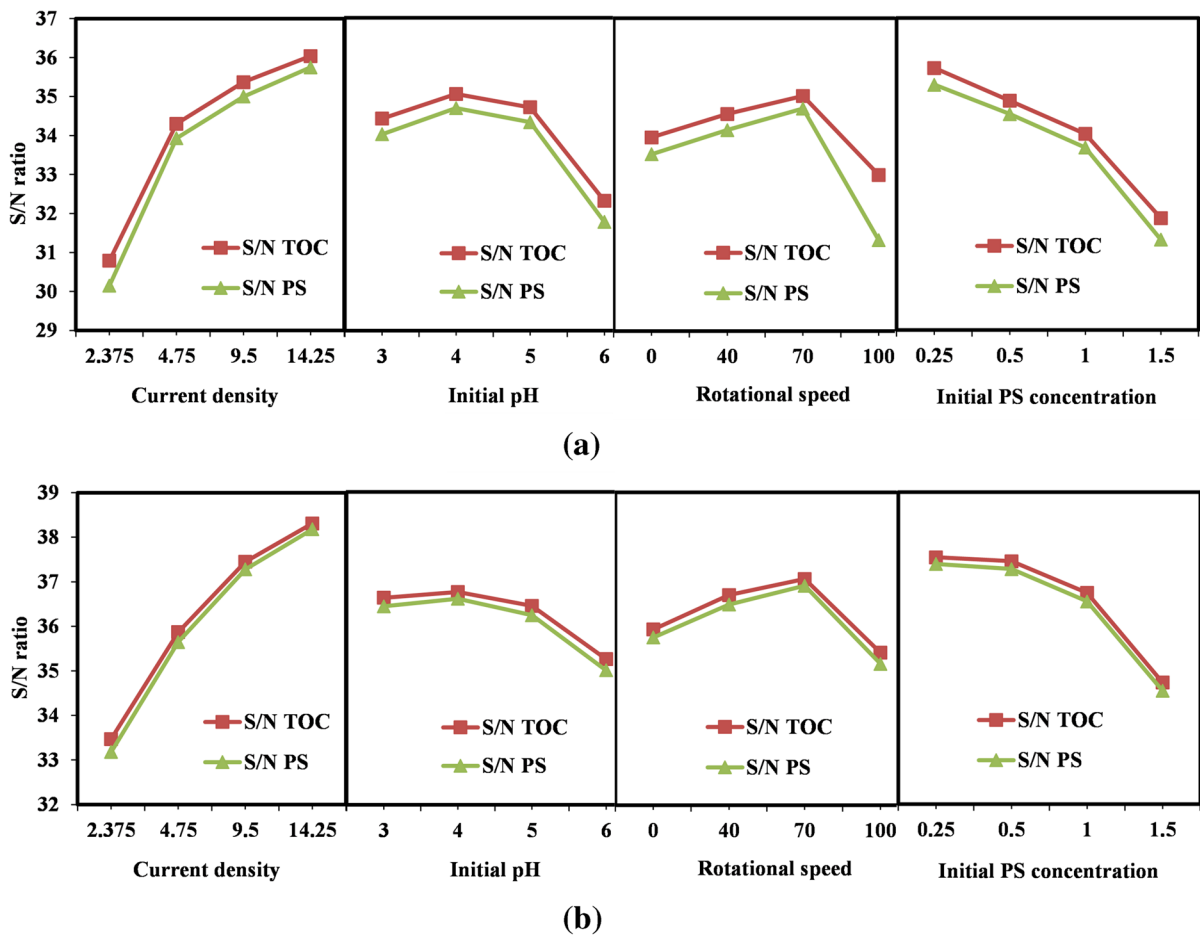 37
36
35
34
33
32
31
30
29
S/N ratio
S/N TOC
S/N PS
S/N TOC
S/N PS
S/N TOC
S/N PS
S/N TOC
S/N PS
2.375 4.75 9.5 14.25
3 4 5 6
0 40 70 100
0.25 0.5 1 1.5
Current density
Initial pH
Rotational speed
Initial PS concentration
(a)
39
38
37
36
35
34
33
32
S/N ratio
S/N TOC
S/N PS
S/N TOC
S/N PS
S/N TOC
S/N PS
S/N TOC
S/N PS
2.375 4.75 9.5 14.25
3 4 5 6
0 40 70 100
0.25 0.5 1 1.5
Current density
Initial pH
Rotational speed
Initial PS concentration
(b)